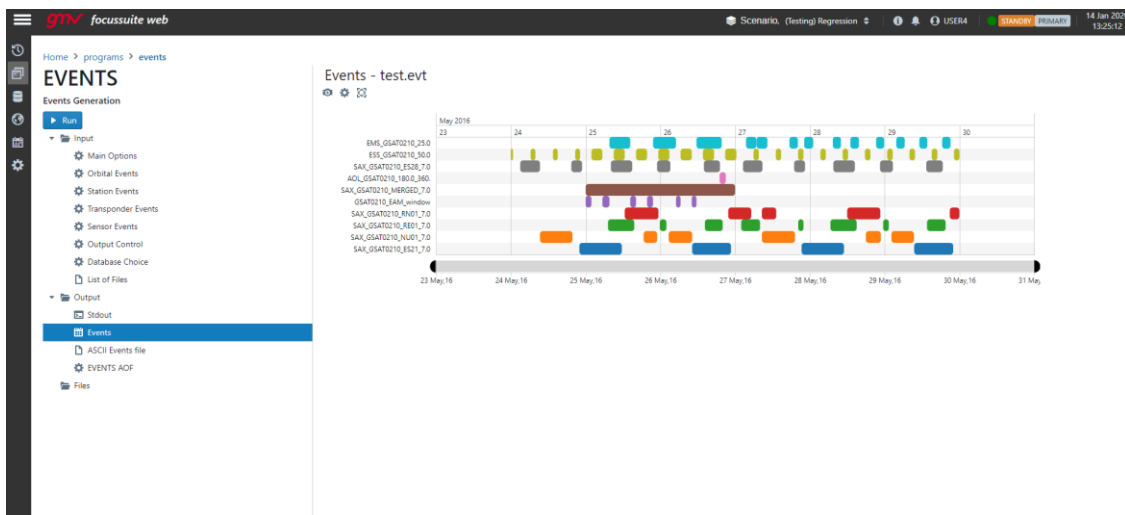 gmv focussuite web
Scenario. (Testing) Regression
USER4
STANDBY PRIMARY
14 Jan 202
13:25:12
Home > programs > events
EVENTS
Events Generation
Run
Input
Main Options
Orbital Events
Station Events
Transponder Events
Sensor Events
Output Control
Database Choice
List of Files
Output
Stdout
Events
ASCII Events file
EVENTS AOF
Files
Events - test.evt
May 2016
23 24 25 26 27 28 29 30
EMS_GSAT0210_23.0
ESS_GSAT0210_50.0
SAX_GSAT0210_ES28_7.0
AOL_GSAT0210_180.0_360.
SAX_GSAT0210_MERGED_7.0
GSAT0210_EAM_window
SAX_GSAT0210_RN01_7.0
SAX_GSAT0210_RE01_7.0
SAX_GSAT0210_NU01_7.0
SAX_GSAT0210_ES21_7.0
23 May,16 24 May,16 25 May,16 26 May,16 27 May,16 28 May,16 29 May,16 30 May,16 31 May